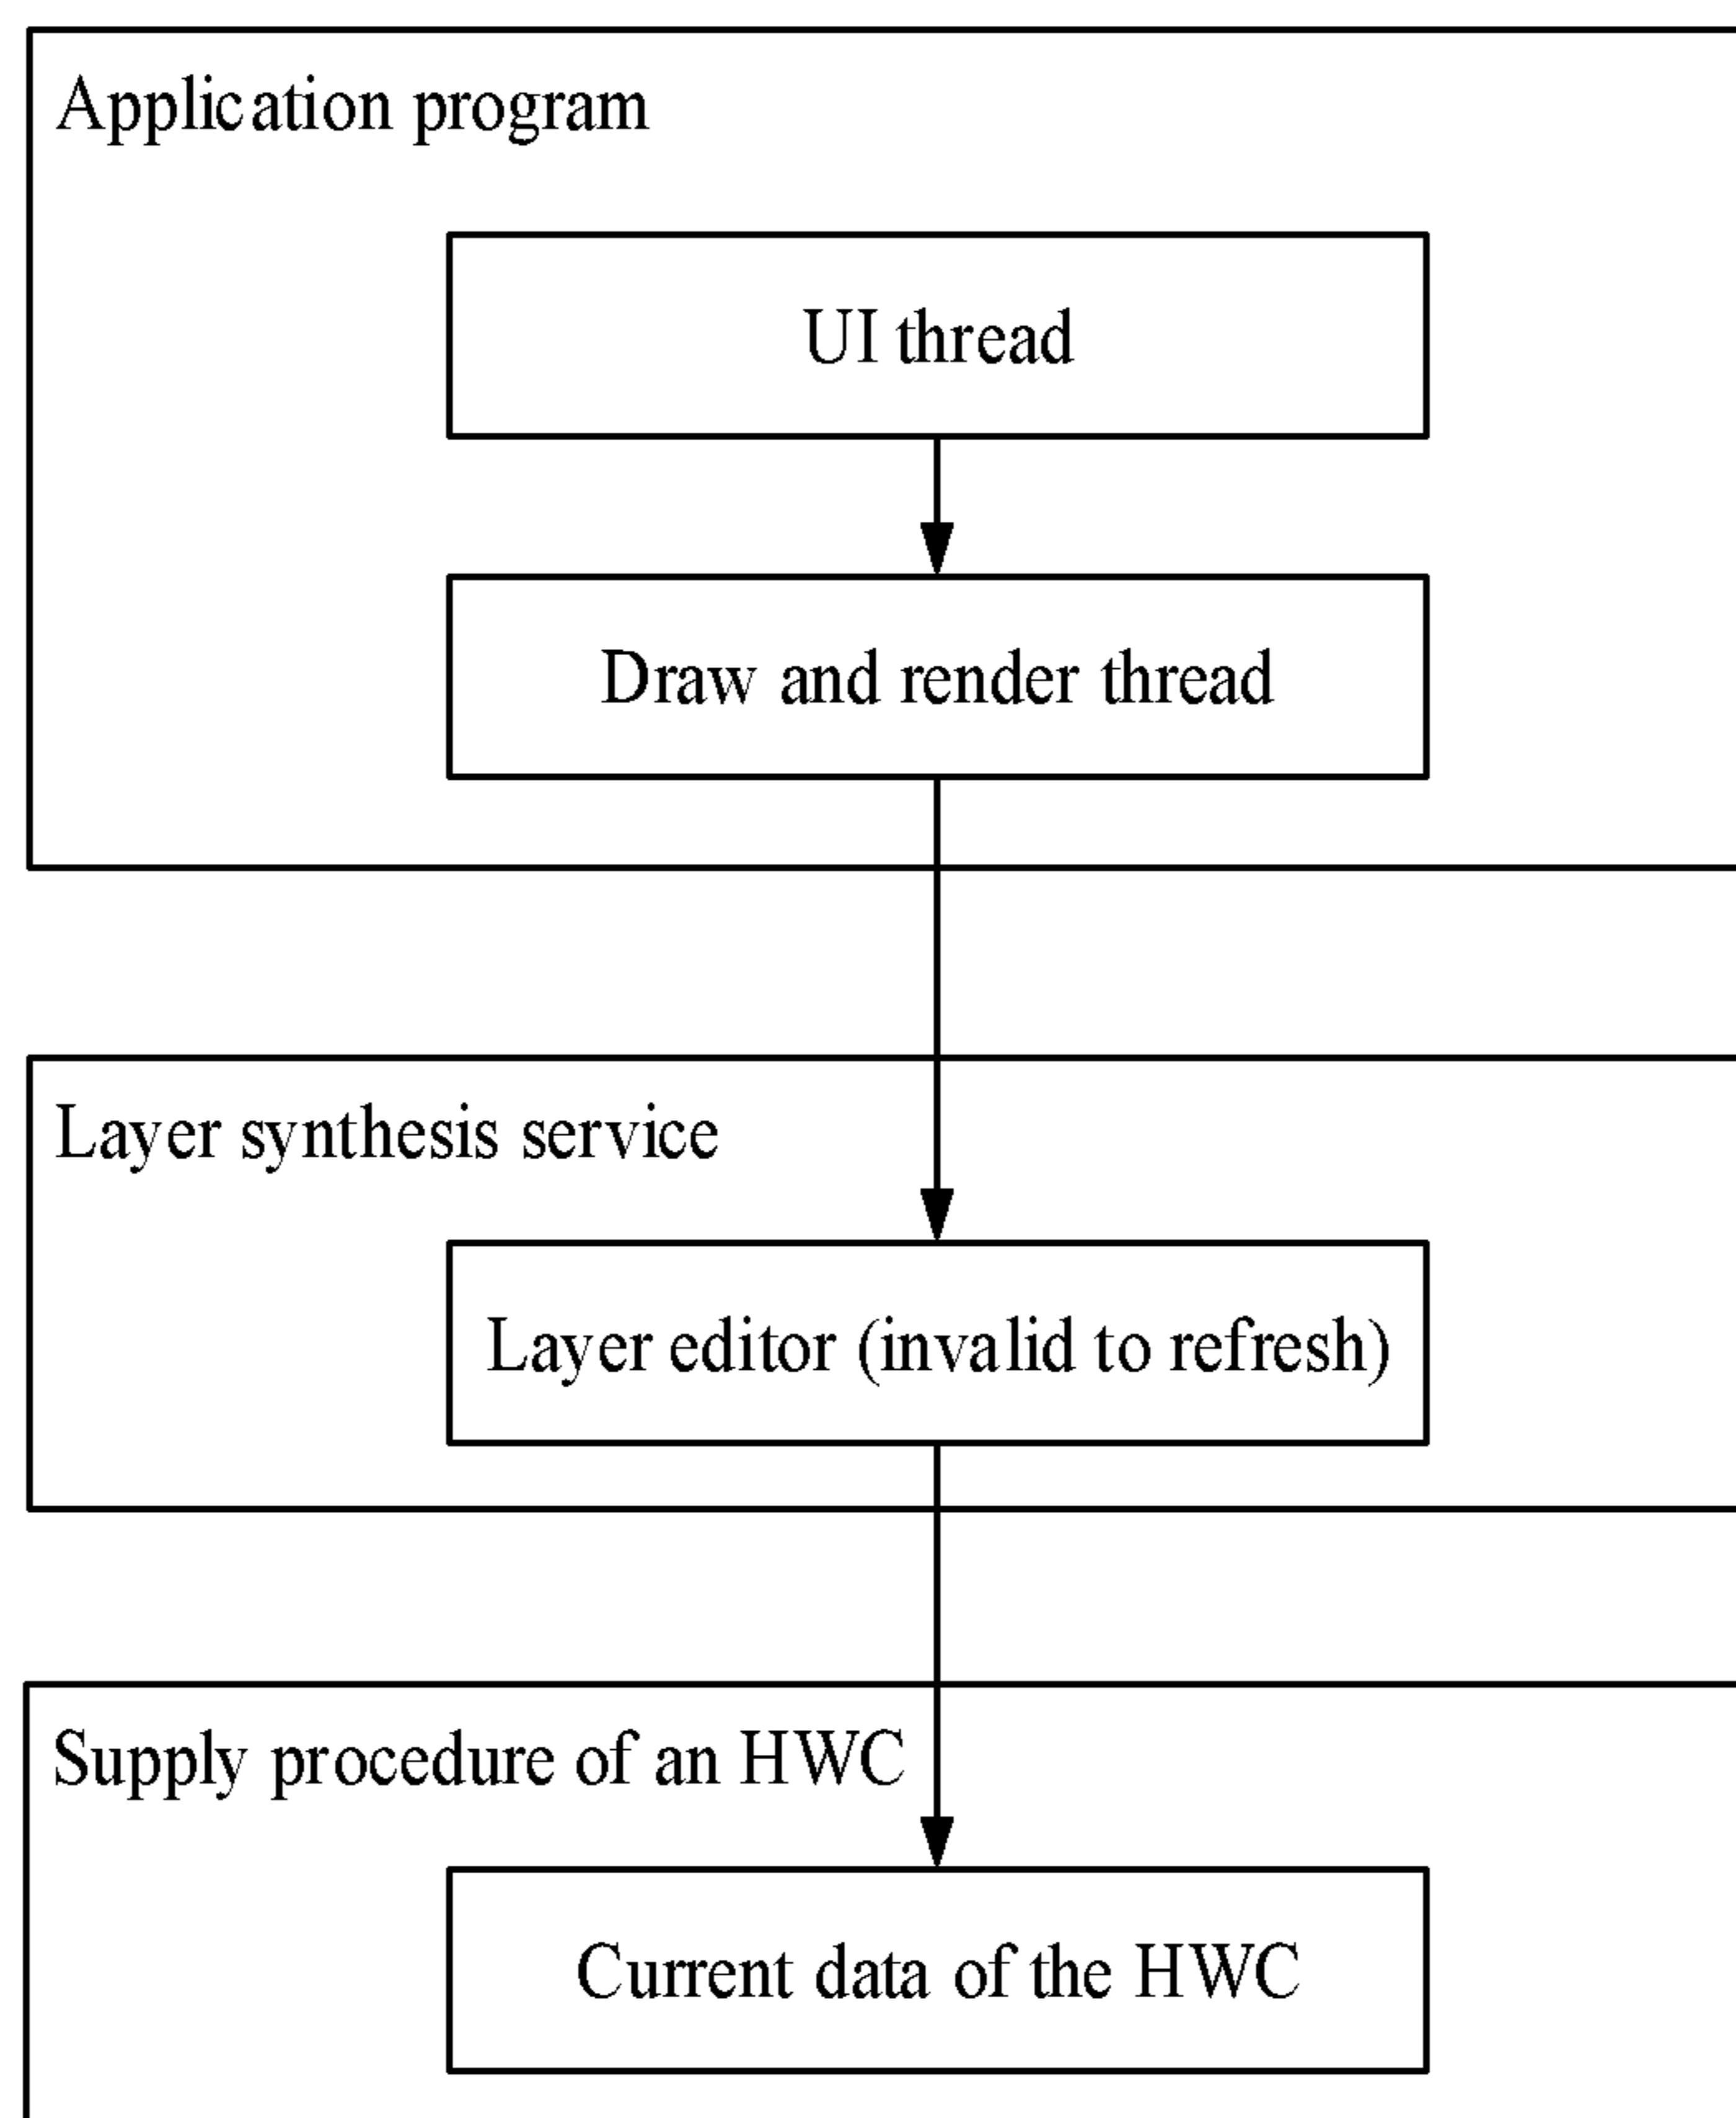 Application program
UI thread
Draw and render thread
Layer synthesis service
Layer editor (invalid to refresh)
Supply procedure of an HWC
Current data of the HWC